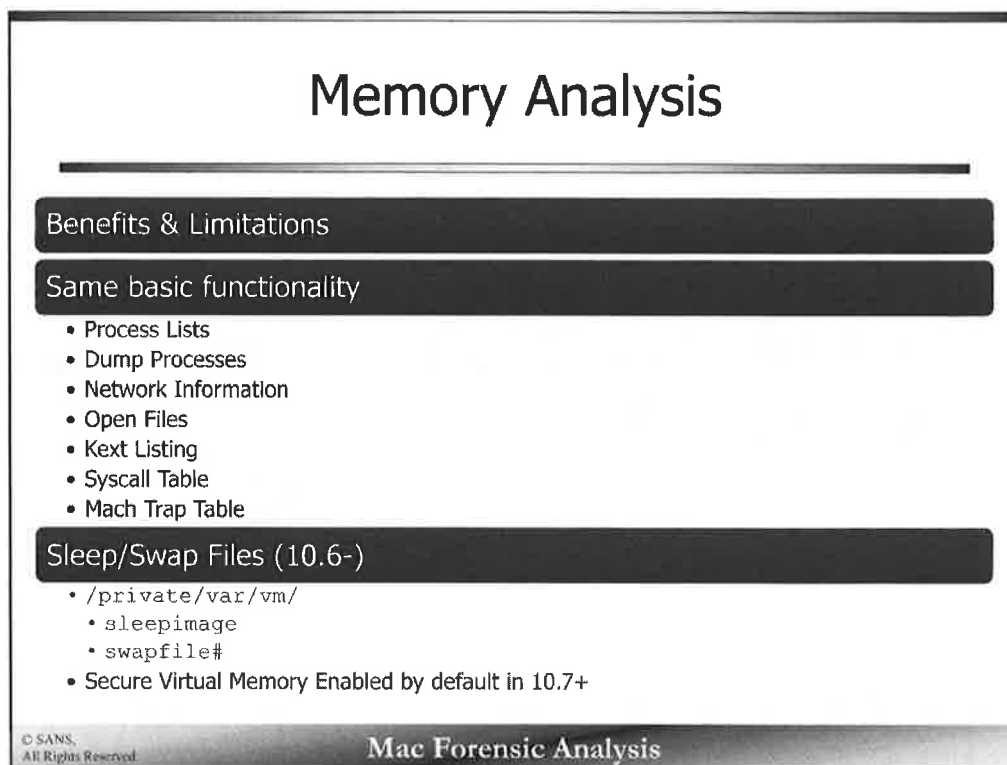 Memory Analysis
Benefits & Limitations
Same basic functionality
• Process Lists
• Dump Processes
• Network Information
• Open Files
• Kext Listing
• Syscall Table
• Mach Trap Table
Sleep/Swap Files (10.6-)
• /private/var/vm/
• sleepimage
• swapfile#
• Secure Virtual Memory Enabled by default in 10.7+
© SANS,
All Rights Reserved
Mac Forensic Analysis